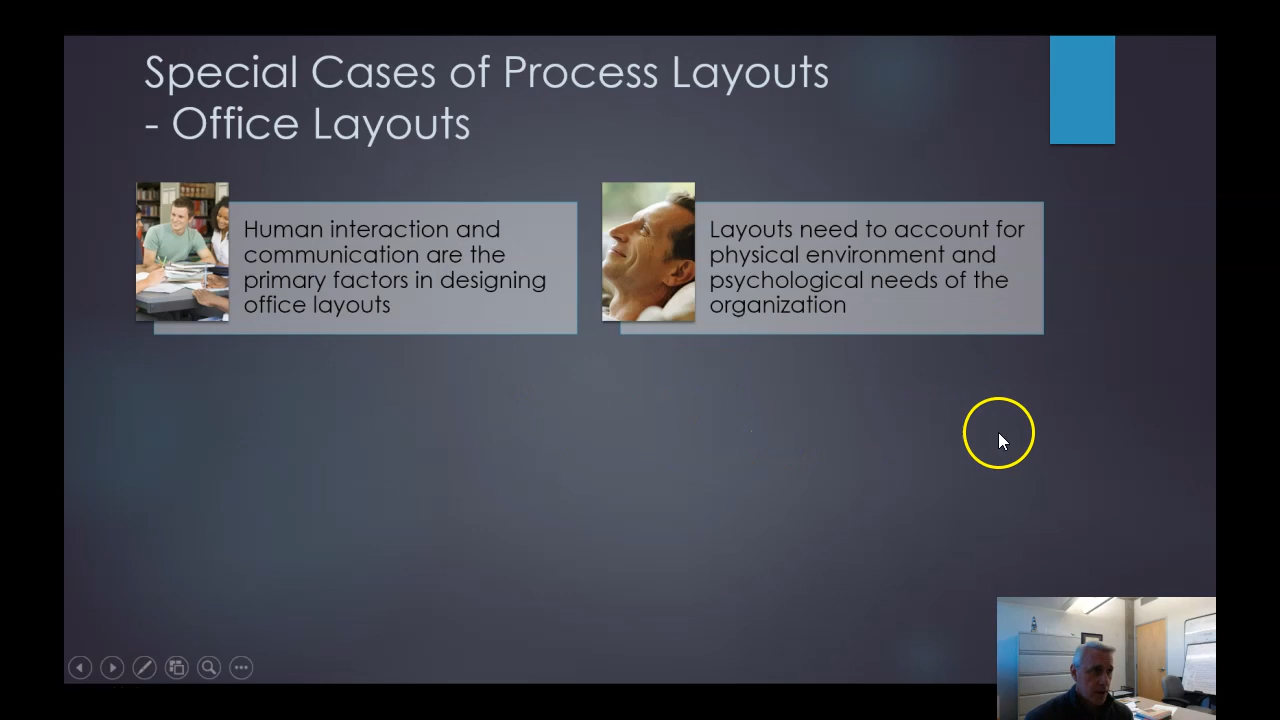 Special Cases of Process Layouts
- Office Layouts
Human interaction and
communication are the
primary factors in designing
office layouts
Layouts need to account for
physical environment and
psychological needs of the
organization